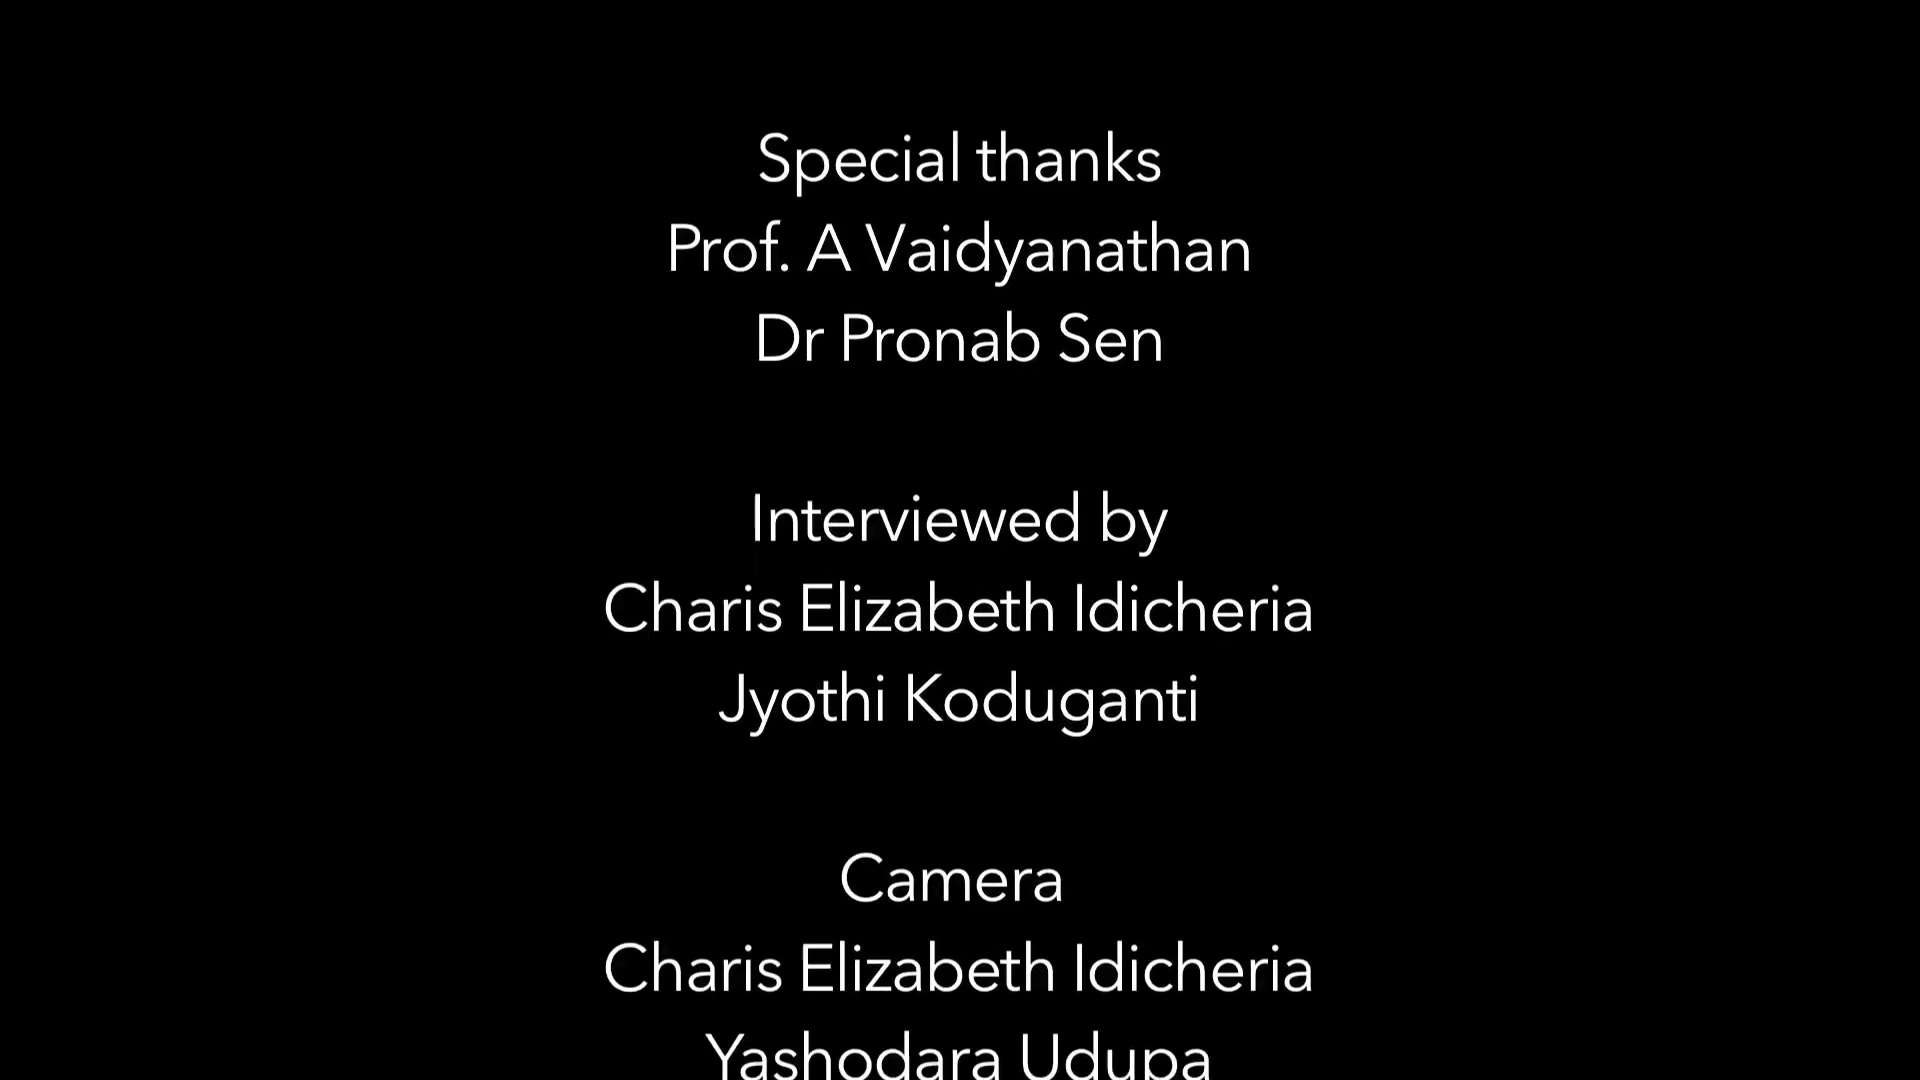 Special thanks
Prof. A Vaidyanathan
Dr Pronab Sen
Interviewed by
Charis Elizabeth Idicheria
Jyothi Koduganti
Camera
Charis Elizabeth Idicheria
Yashodara Udupa